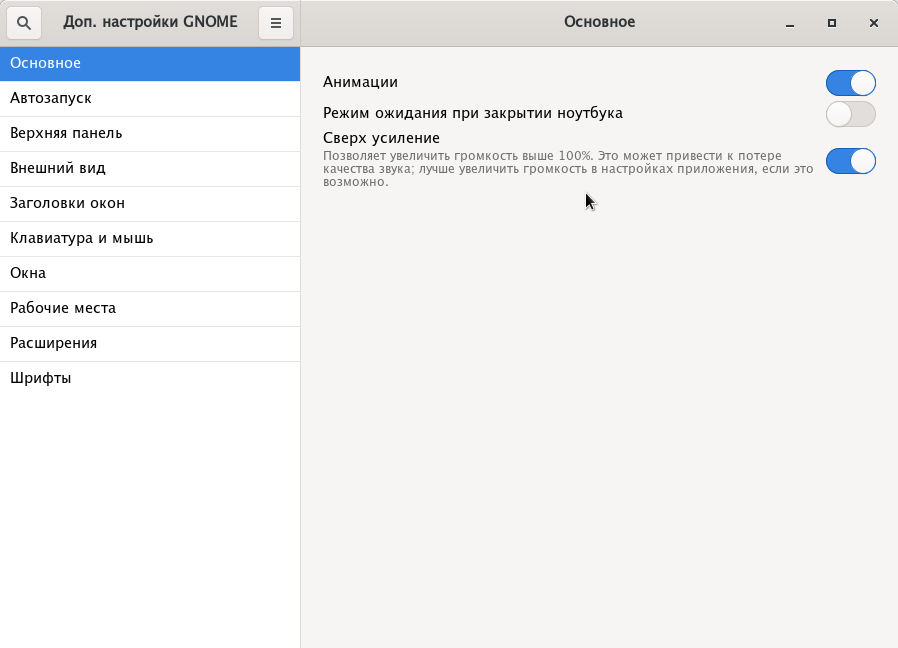 Доп. настройки GNOME
Основное
Основное
Автозапуск
Верхняя панель
Внешний вид
Заголовки окон
Клавиатура и мышь
Окна
Рабочие места
Расширения
Шрифты
Анимации
Режим ожидания при закрытии ноутбука
Сверх усиление
Позволяет увеличить громкость выше 100%. Это может привести к потере
качества звука; лучше увеличить громкость в настройках приложения, если это
возможно.